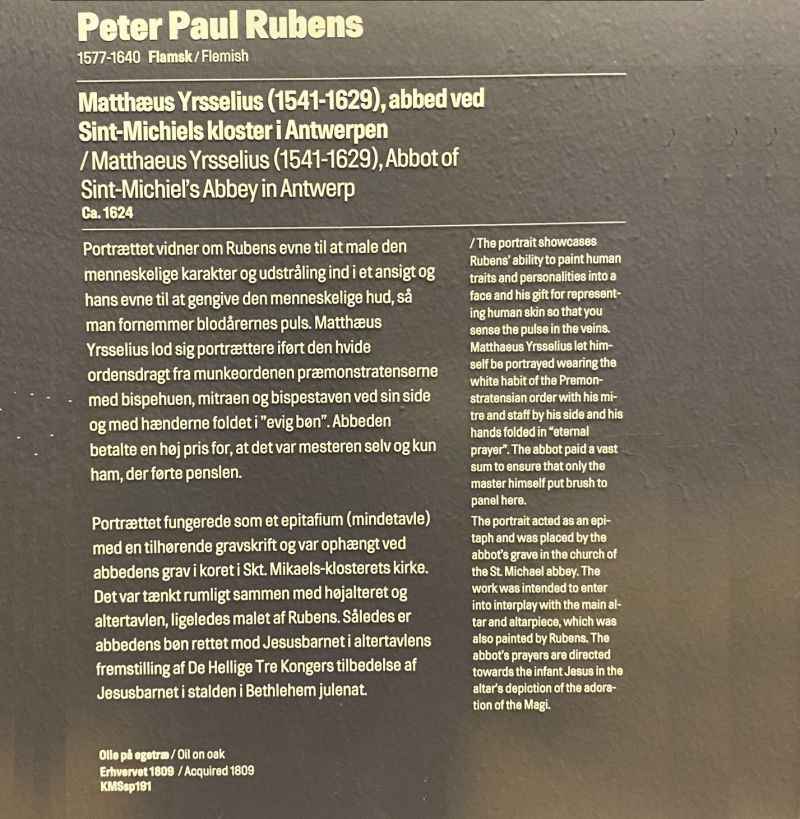 Peter Paul Rubens
1577-1640 Flamsk / Flemish
Matthæus Yrsselius (1541-1629), abbed ved
Sint-Michiels kloster i Antwerpen
/ Matthaeus Yrsselius (1541-1629), Abbot of
Sint-Michiel's Abbey in Antwerp
Ca. 1624
Portrættet vidner om Rubens evne til at male den
menneskelige karakter og udstråling ind i et ansigt og
hans evne til at gengive den menneskelige hud, så
man fornemmer blodårernes puls. Matthæus
Yrsselius lod sig portrættere iført den hvide
ordensdragt fra munkeordenen præmonstratenserne
med bispehuen, mitraen og bispestaven ved sin side
og med hænderne foldet i "evig bøn". Abbeden
betalte en høj pris for, at det var mesteren selv og kun
ham, der førte penslen.
Portrættet fungerede som et epitafium (mindetavle)
med en tilhørende gravskrift og var ophængt ved
abbedens grav i koret i Skt. Mikaels-klosterets kirke.
Det var tænkt rumligt sammen med højalteret og
altertavlen, ligeledes malet af Rubens. Således er
abbedens bøn rettet mod Jesusbarnet i altertavlens
fremstilling af De Hellige Tre Kongers tilbedelse af
Jesusbarnet i stalden i Bethlehem julenat.
/ The portrait showcases
Rubens' ability to paint human
traits and personalities into a
face and his gift for represent-
ing human skin so that you
sense the pulse in the veins.
Matthaeus Yrsselius let him-
self be portrayed wearing the
white habit of the Premon-
stratensian order with his mi-
tre and staff by his side and his
hands folded in "eternal
prayer". The abbot paid a vast
sum to ensure that only the
master himself put brush to
panel here.
The portrait acted as an epi-
taph and was placed by the
abbot's grave in the church of
the St. Michael abbey. The
work was intended to enter
into interplay with the main al-
tar and altarpiece, which was
also painted by Rubens. The
abbot's prayers are directed
towards the infant Jesus in the
altar's depiction of the adora-
tion of the Magi.
Olie på egetræ / Oil on oak
Erhvervet 1809 / Acquired 1809
KMSsp191